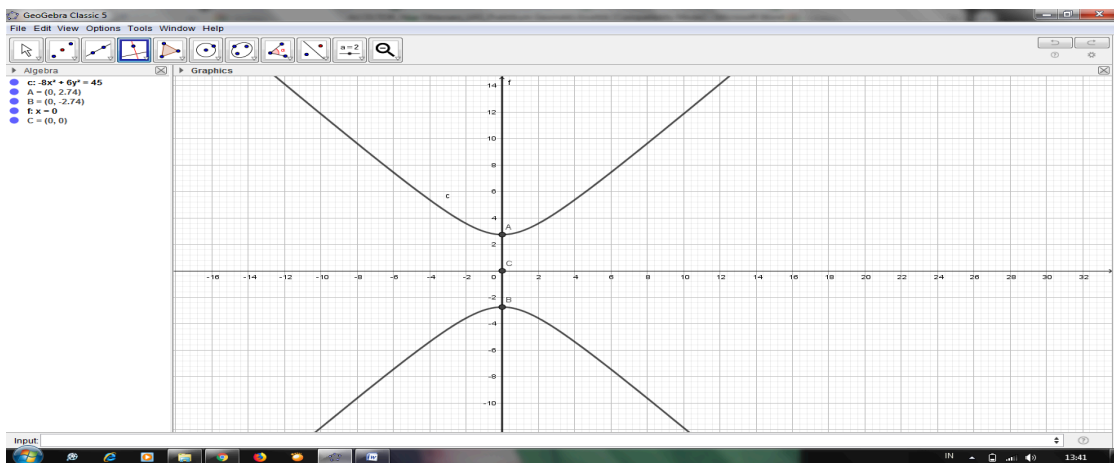 GeoGebra Classic 5
File Edit View Options Tools Window Help
a=2
Algebra
Graphics
c: -8x² + 6y² = 45
A = (0, 2.74)
B = (0, -2.74)
f: x = 0
C = (0, 0)
f
14
12
10
8
6
c
4
A
2
C
-16 -14 -12 -10 -8 -6 -4 -2 0 2 4 6 8 10 12 14 16 18 20 22 24 26 28 30 32
-2
B
-4
-6
-8
-10
Input:
IN 13:41